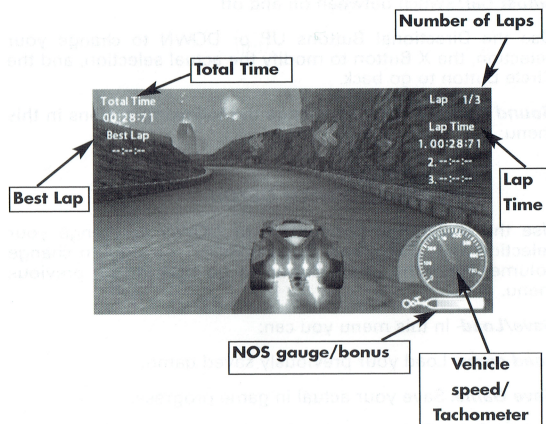 Number of Laps
Total Time
Total Time
00:28:71
Best Lap
--:--:--
Lap 1/3
Lap Time
1. 00:28:71
2. --:--:--
3. --:--:--
Best Lap
Lap
Time
NOS gauge/bonus
Vehicle
speed/
Tachometer